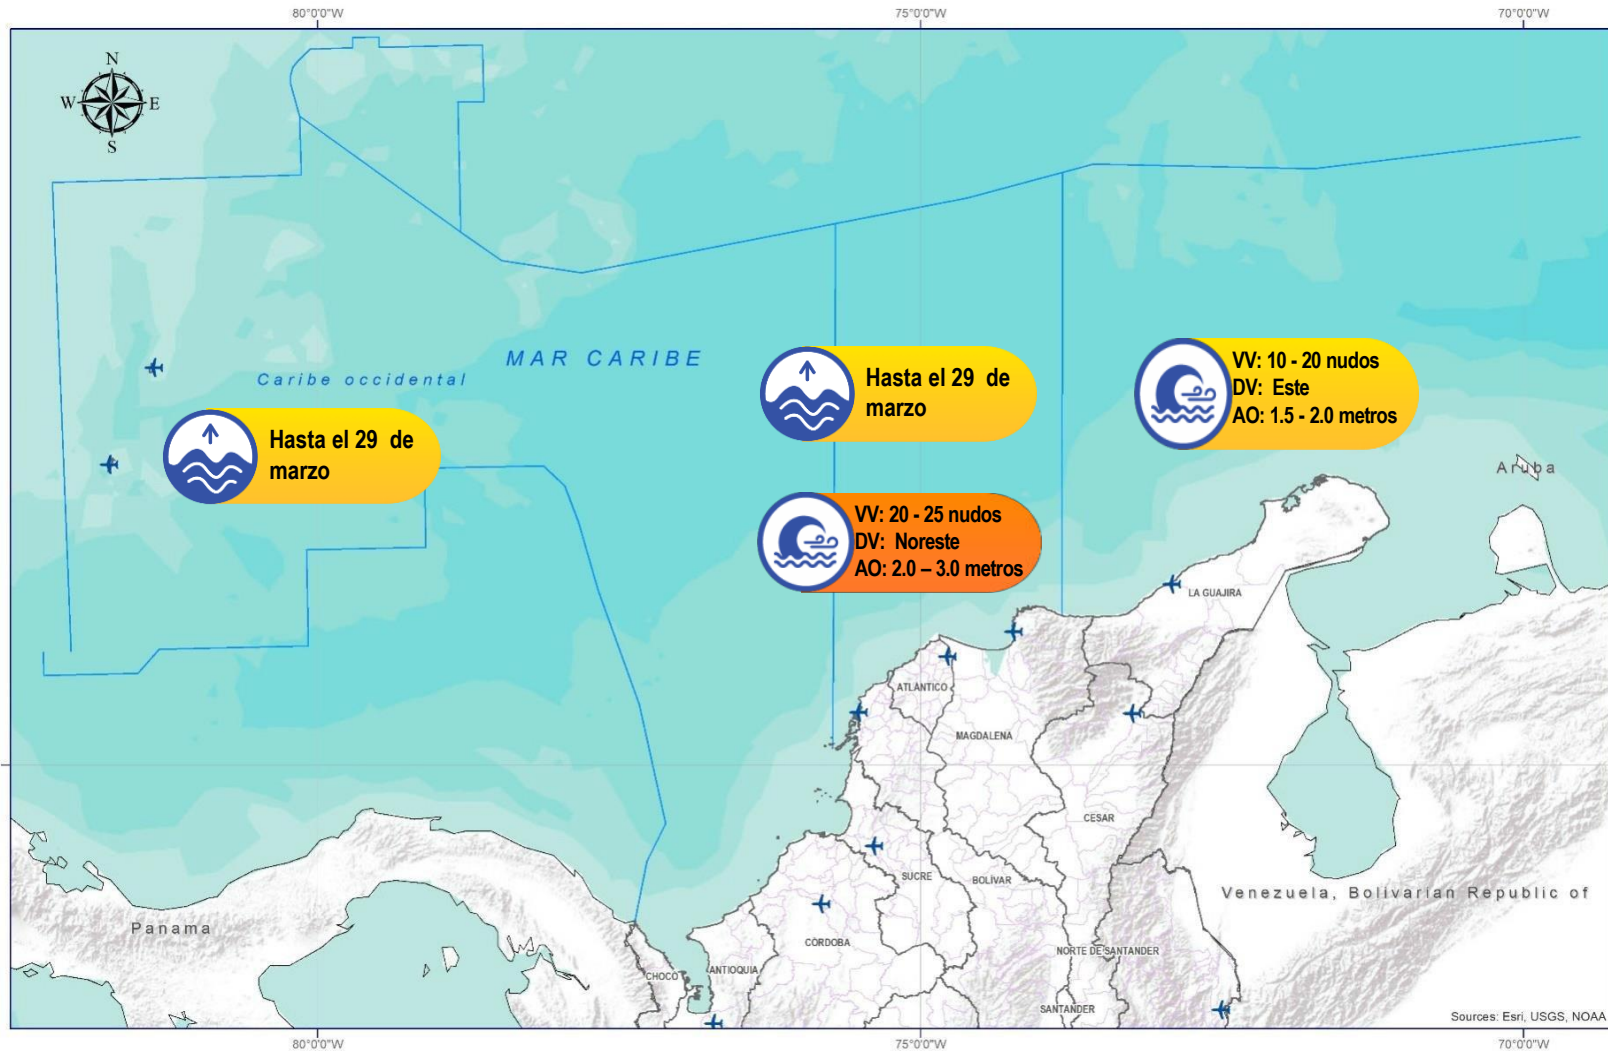 80°0'0"W
75°0'0"W
70°0'0"W
N
W
E
S
MAR CARIBE
Caribe occidental
Hasta el 29 de
marzo
Hasta el 29 de
marzo
VV: 10 - 20 nudos
DV: Este
AO: 1.5 - 2.0 metros
VV: 20 - 25 nudos
DV: Noreste
AO: 2.0 – 3.0 metros
Aruba
LA GUAJIRA
ATLÁNTICO
MAGDALENA
CESAR
SUCRE
BOLÍVAR
Venezuela, Bolivarian Republic of
Panama
CÓRDOBA
NORTE DE SANTANDER
CHOCÓ
ANTIOQUIA
SANTANDER
Sources: Esri, USGS, NOAA
80°0'0"W
75°0'0"W
70°0'0"W